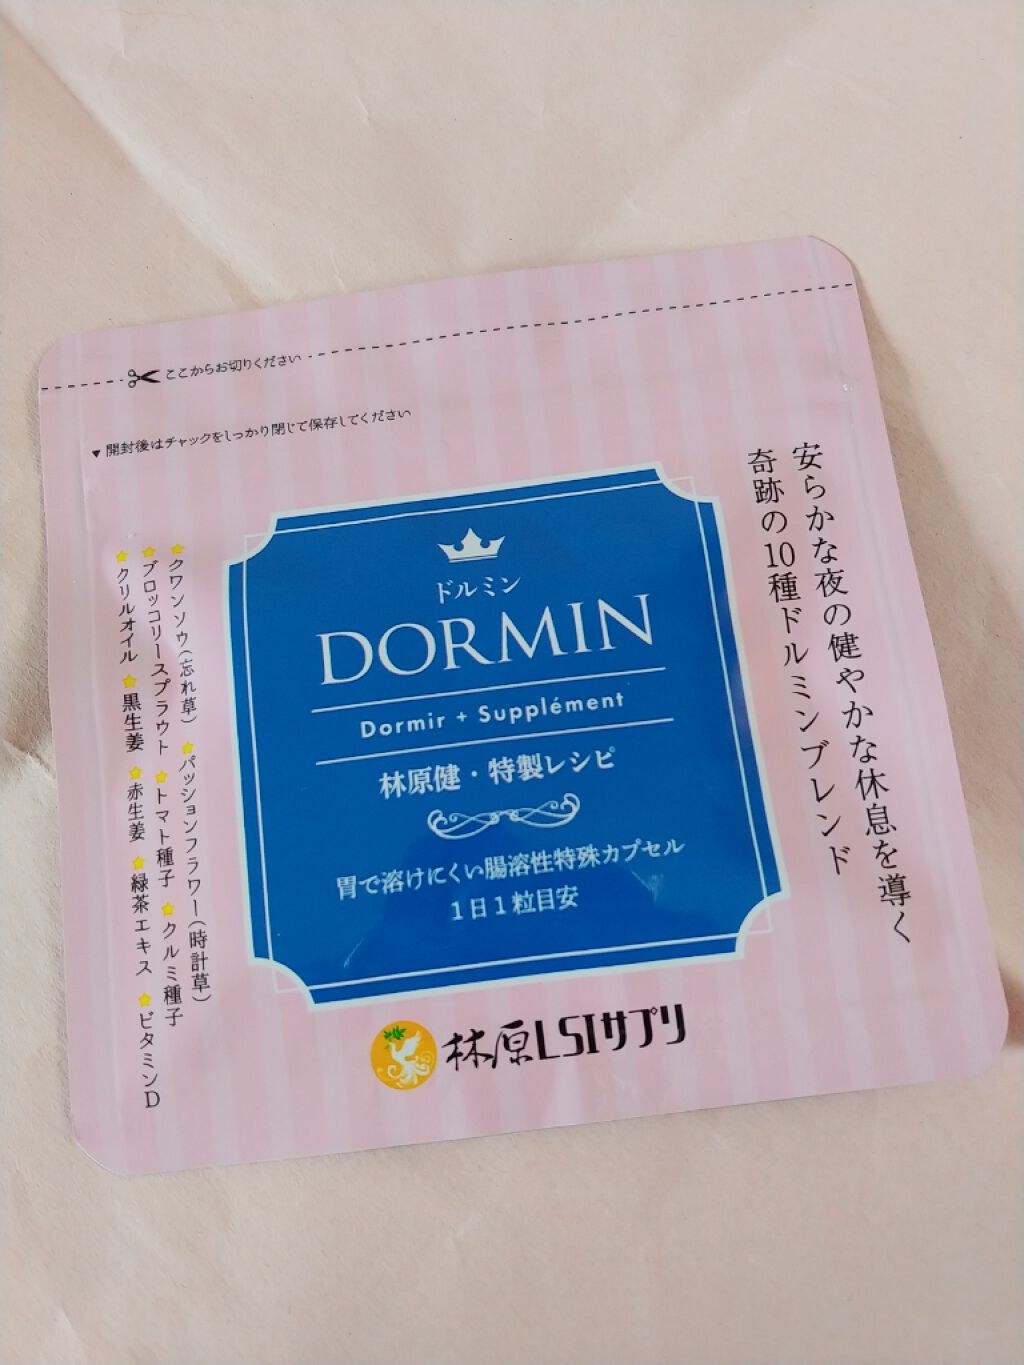 ここからお切りください
▼開封後はチャックをしっかり閉じて保存してください
安らかな夜の健やかな休息を導く
奇跡の10種ドルミンブレンド
ドルミン
DORMIN
Dormir + Supplément
林原健・特製レシピ
胃で溶けにくい腸溶性特殊カプセル
1日1粒目安
★クワンソウ(忘れ草) ★パッションフラワー(時計草)
★ブロッコリースプラウト ★トマト種子 ★クルミ種子
★クリルオイル ★黒生姜 ★赤生姜 ★緑茶エキス ★ビタミンD
林原LSIサプリ